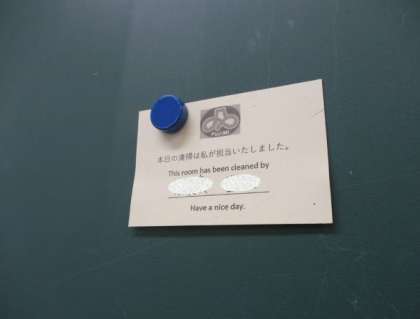 本日の清掃は私が担当いたしました。
This room has been cleaned by
Have a nice day.